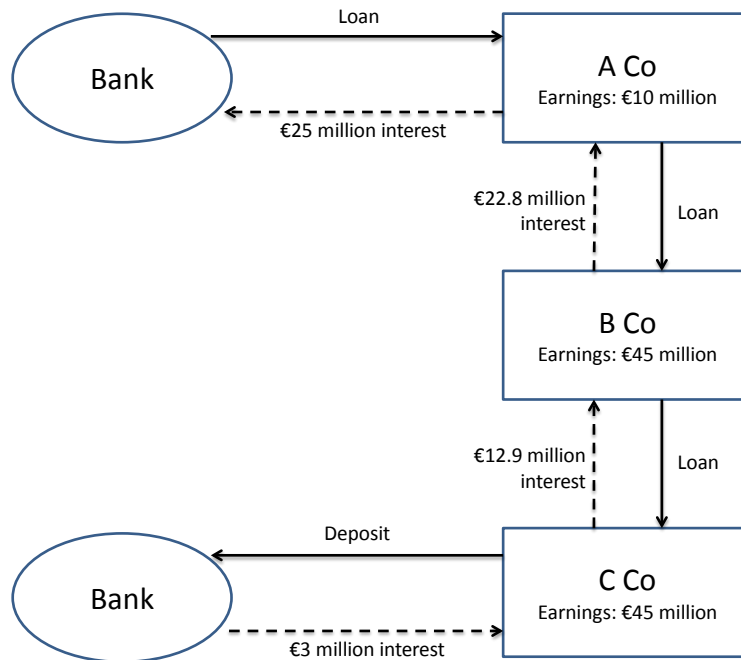 Loan
Bank
A Co
Earnings: €10 million
€25 million interest
€22.8 million
interest
Loan
B Co
Earnings: €45 million
€12.9 million
interest
Loan
Deposit
Bank
C Co
Earnings: €45 million
€3 million interest